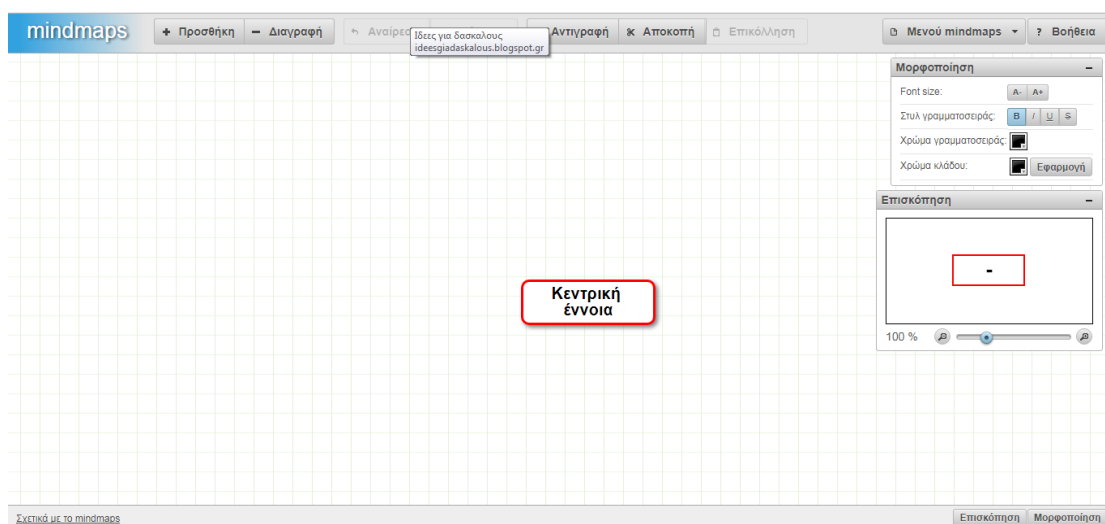 mindmaps
Προσθήκη
Διαγραφή
Ιδεες για δασκαλους
ideesgiadaskalous.blogspot.gr
Αντιγραφή
Αποκοπή
Επικόλληση
Μενού mindmaps
? Βοήθεια
Μορφοποίηση
Font size: A- A+
Στυλ γραμματοσειράς: B I U S
Χρώμα γραμματοσειράς:
Χρώμα κλάδου: Εφαρμογή
Επισκόπηση
Κεντρική
έννοια
100 %
Σχετικά με το mindmaps
Επισκόπηση Μορφοποίηση